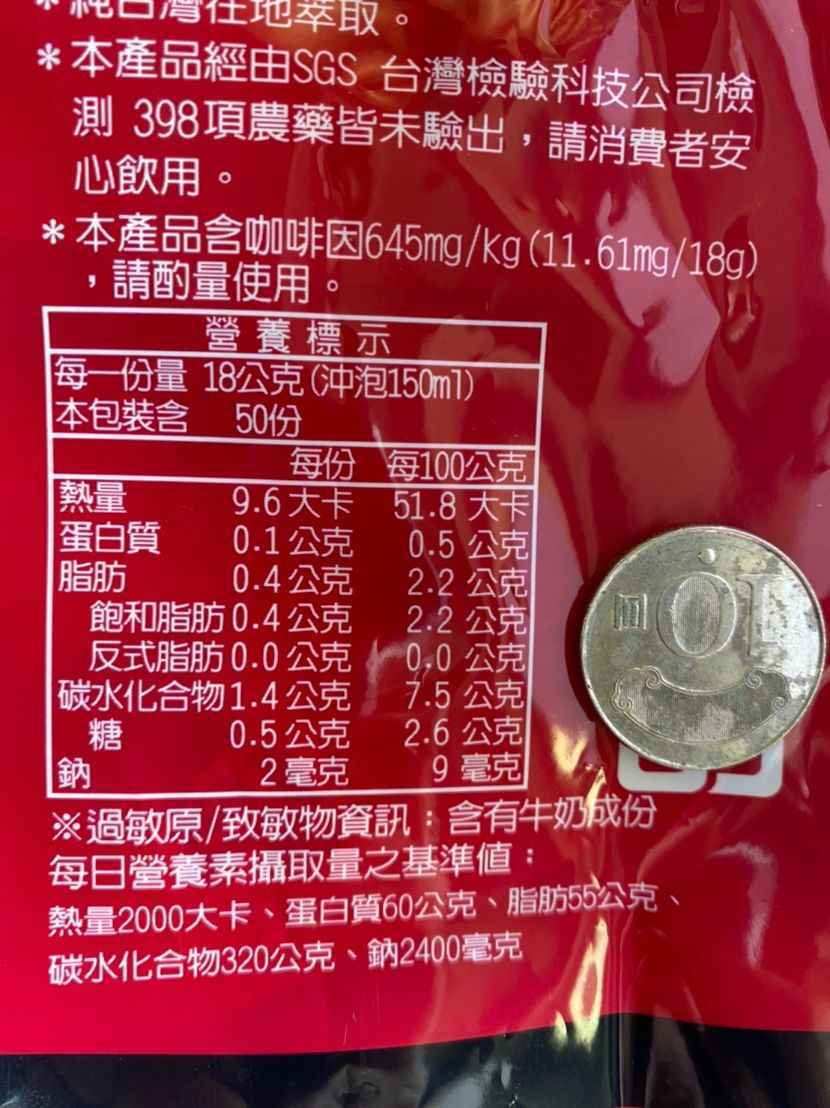 *純台灣在地萃取。
*本產品經由SGS 台灣檢驗科技公司檢
測 398項農藥皆未驗出，請消費者安
心飲用。
*本產品含咖啡因645mg/kg(11.61mg/18g)
，請酌量使用。
營養標示
每一份量 18公克(沖泡150ml)
本包裝含 50份
每份 每100公克
熱量 9.6 大卡 51.8 大卡
蛋白質 0.1 公克 0.5 公克
脂肪 0.4 公克 2.2 公克
飽和脂肪 0.4 公克 2.2 公克
反式脂肪 0.0 公克 0.0 公克
碳水化合物 1.4 公克 7.5 公克
糖 0.5 公克 2.6 公克
鈉 2 毫克 9 毫克
10
※過敏原/致敏物資訊：含有牛奶成份
每日營養素攝取量之基準值：
熱量2000大卡、蛋白質60公克、脂肪55公克、
碳水化合物320公克、鈉2400毫克